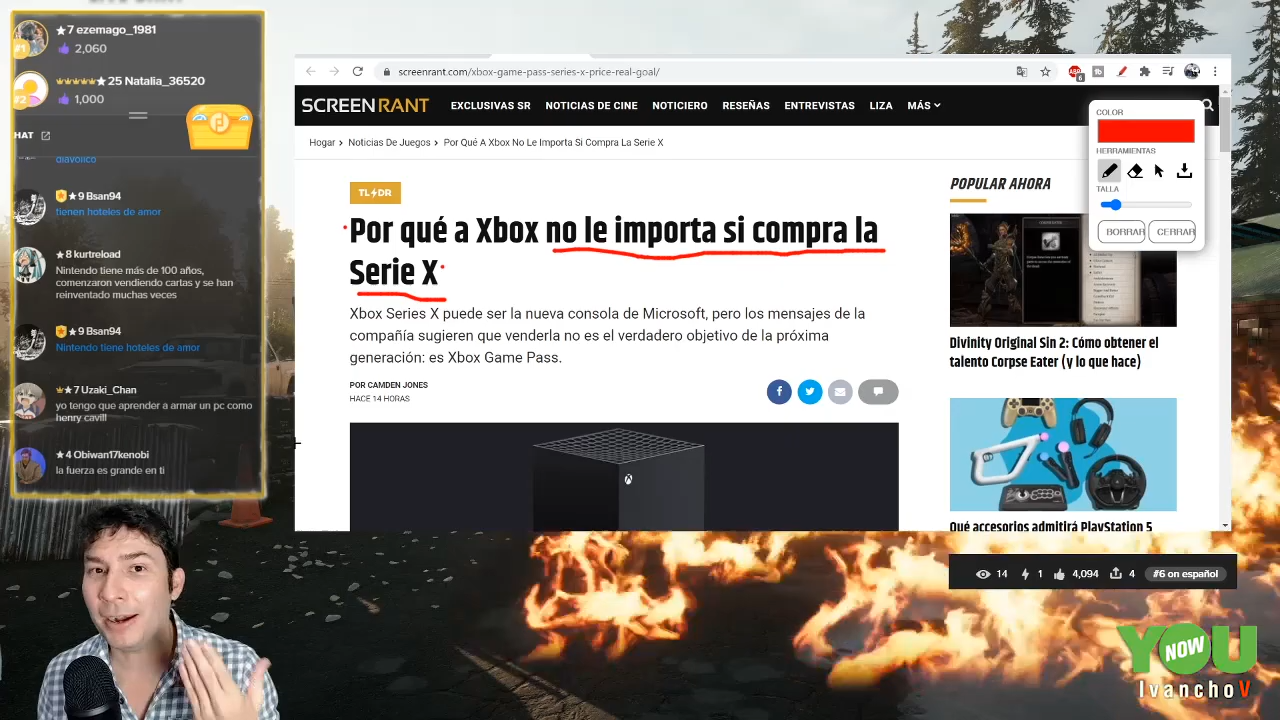 ★7 ezemago_1981
#1
2,060
★25 Natalia_36520
#2
1,000
HAT
diavolico
★9 Bsan94
tienen hoteles de amor
★8 kurtreload
Nintendo tiene más de 100 años,
comenzaron vendiendo cartas y se han
reinventado muchas veces
★9 Bsan94
Nintendo tiene hoteles de amor
★7 Uzaki_Chan
yo tengo que aprender a armar un pc como
henry cavill!
★4 Obiwan17kenobi
la fuerza es grande en ti
screenrant.com/xbox-game-pass-series-x-price-real-goal/
ABP
6
SCREENRANT
EXCLUSIVAS SR NOTICIAS DE CINE NOTICIERO RESEÑAS ENTREVISTAS LIZA MÁS
Hogar > Noticias De Juegos > Por Qué A Xbox No Le Importa Si Compra La Serie X
TL DR
Por qué a Xbox no le importa si compra la
Serie X
Xbox Series X puede ser la nueva consola de Microsoft, pero los mensajes de la
compañía sugieren que venderla no es el verdadero objetivo de la próxima
generación: es Xbox Game Pass.
POR CAMDEN JONES
HACE 14 HORAS
COLOR
HERRAMIENTAS
TALLA
BORRAR
CERRAR
POPULAR AHORA
Divinity Original Sin 2: Cómo obtener el
talento Corpse Eater (y lo que hace)
Qué accesorios admitirá PlayStation 5
14 1 4,094 4 #6 on español
YOU
NOW
IvanchoV